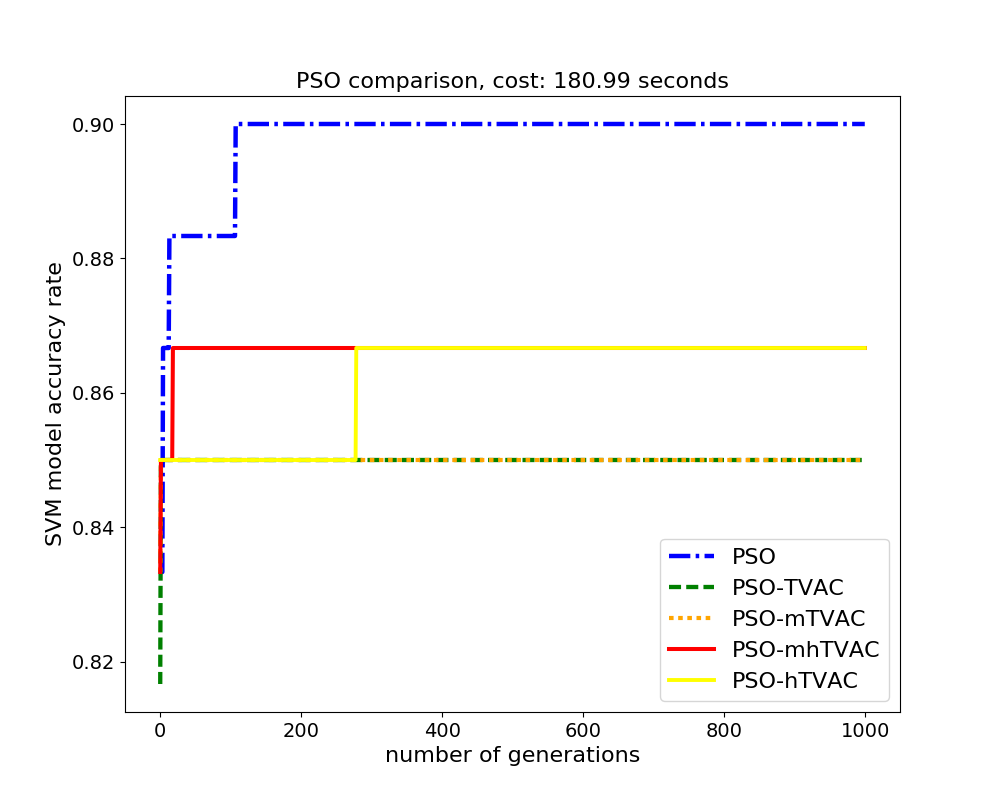 PSO comparison, cost: 180.99 seconds
SVM model accuracy rate
0.90
0.88
0.86
0.84
0.82
PSO
PSO-TVAC
PSO-mTVAC
PSO-mhTVAC
PSO-hTVAC
0 200 400 600 800 1000
number of generations